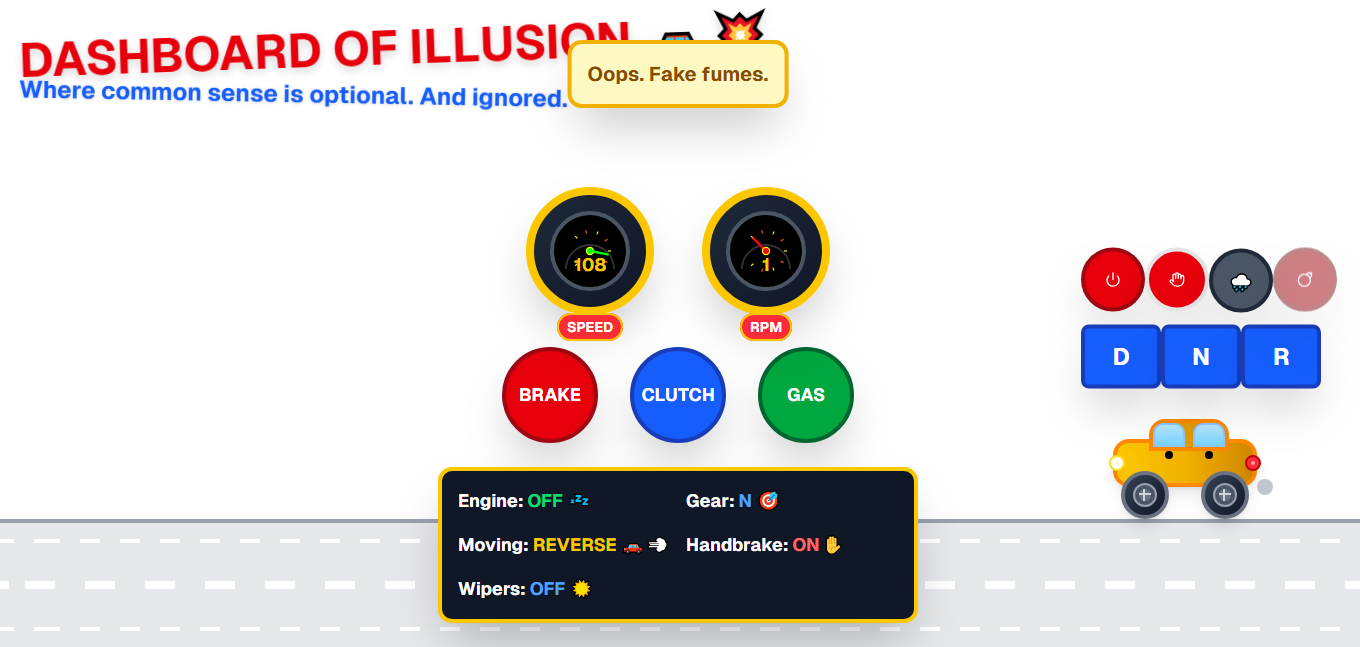 DASHBOARD OF ILLUSION
Where common sense is optional. And ignored.
Oops. Fake fumes.
108
1
SPEED
RPM
BRAKE
CLUTCH
GAS
D
N
R
Engine: OFF 💤
Gear: N 🎯
Moving: REVERSE 🚗💨
Handbrake: ON ✋
Wipers: OFF ☀️